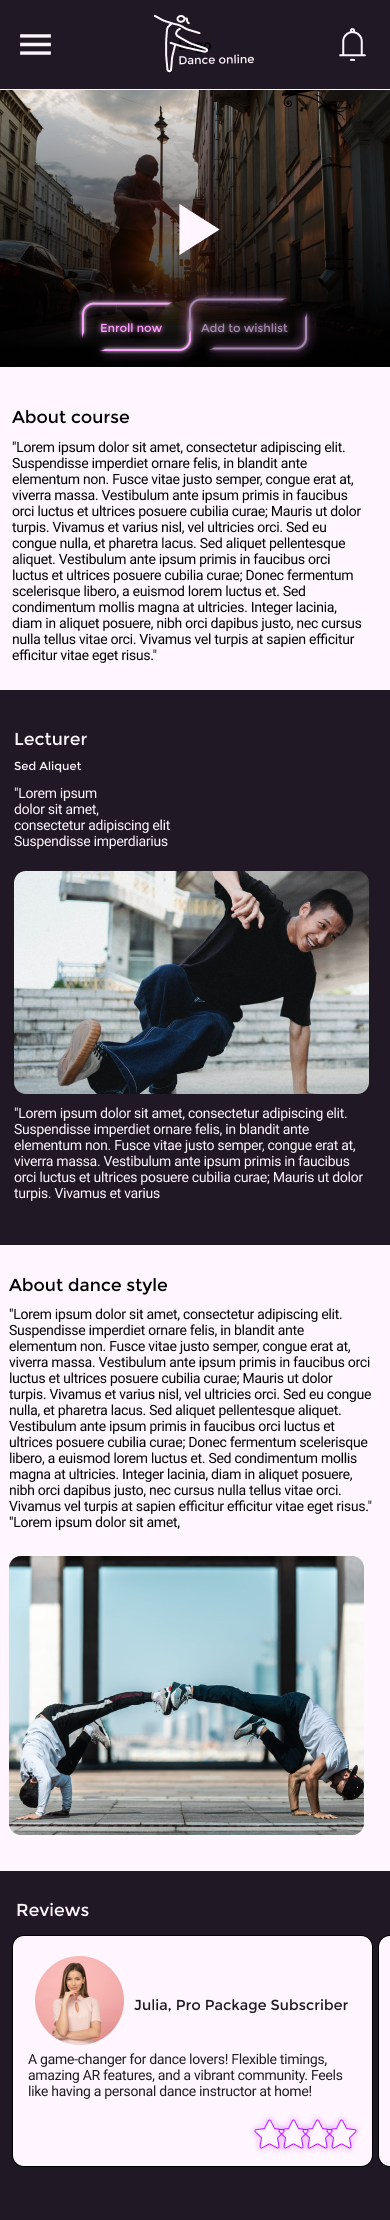 Dance online
Enroll now
Add to wishlist
About course
"Lorem ipsum dolor sit amet, consectetur adipiscing elit.
Suspendisse imperdiet ornare felis, in blandit ante
elementum non. Fusce vitae justo semper, congue erat at,
viverra massa. Vestibulum ante ipsum primis in faucibus
orci luctus et ultrices posuere cubilia curae; Mauris ut dolor
turpis. Vivamus et varius nisl, vel ultricies orci. Sed eu
congue nulla, et pharetra lacus. Sed aliquet pellentesque
aliquet. Vestibulum ante ipsum primis in faucibus orci
luctus et ultrices posuere cubilia curae; Donec fermentum
scelerisque libero, a euismod lorem luctus et. Sed
condimentum mollis magna at ultricies. Integer lacinia,
diam in aliquet posuere, nibh orci dapibus justo, nec cursus
nulla tellus vitae orci. Vivamus vel turpis at sapien efficitur
efficitur vitae eget risus."
Lecturer
Sed Aliquet
"Lorem ipsum
dolor sit amet,
consectetur adipiscing elit
Suspendisse imperdiarius
"Lorem ipsum dolor sit amet, consectetur adipiscing elit.
Suspendisse imperdiet ornare felis, in blandit ante
elementum non. Fusce vitae justo semper, congue erat at,
viverra massa. Vestibulum ante ipsum primis in faucibus
orci luctus et ultrices posuere cubilia curae; Mauris ut dolor
turpis. Vivamus et varius
About dance style
"Lorem ipsum dolor sit amet, consectetur adipiscing elit.
Suspendisse imperdiet ornare felis, in blandit ante
elementum non. Fusce vitae justo semper, congue erat at,
viverra massa. Vestibulum ante ipsum primis in faucibus orci
luctus et ultrices posuere cubilia curae; Mauris ut dolor
turpis. Vivamus et varius nisl, vel ultricies orci. Sed eu congue
nulla, et pharetra lacus. Sed aliquet pellentesque aliquet.
Vestibulum ante ipsum primis in faucibus orci luctus et
ultrices posuere cubilia curae; Donec fermentum scelerisque
libero, a euismod lorem luctus et. Sed condimentum mollis
magna at ultricies. Integer lacinia, diam in aliquet posuere,
nibh orci dapibus justo, nec cursus nulla tellus vitae orci.
Vivamus vel turpis at sapien efficitur efficitur vitae eget risus."
"Lorem ipsum dolor sit amet,
Reviews
Julia, Pro Package Subscriber
A game-changer for dance lovers! Flexible timings,
amazing AR features, and a vibrant community. Feels
like having a personal dance instructor at home!